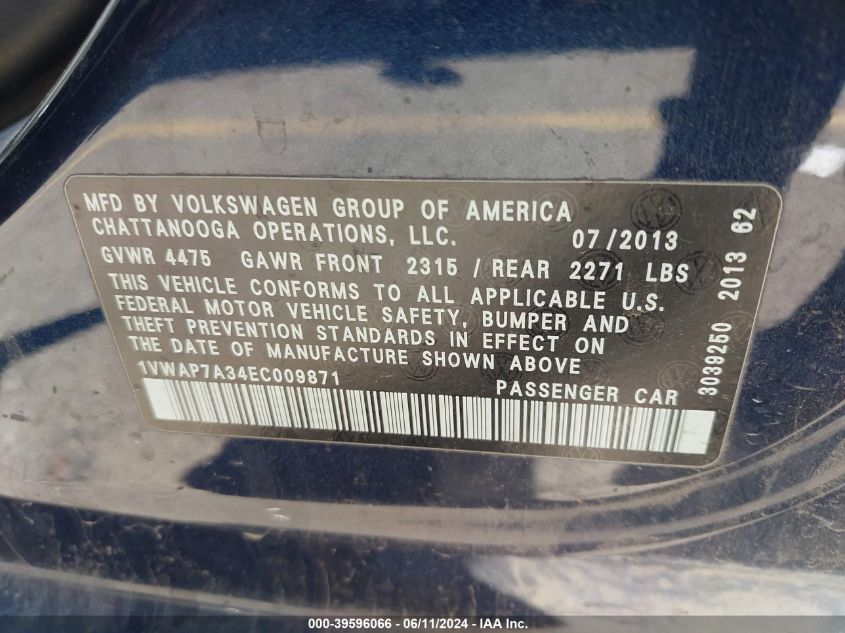 MFD BY VOLKSWAGEN GROUP OF AMERICA
CHATTANOOGA OPERATIONS, LLC. 07/2013
GVWR 4475 GAWR FRONT 2315 / REAR 2271 LBS
THIS VEHICLE CONFORMS TO ALL APPLICABLE U.S.
FEDERAL MOTOR VEHICLE SAFETY, BUMPER AND
THEFT PREVENTION STANDARDS IN EFFECT ON
THE DATE OF MANUFACTURE SHOWN ABOVE
1VWAP7A34EC009871 PASSENGER CAR
3039250 2013 62
000-39596066 - 06/11/2024 - IAA Inc.